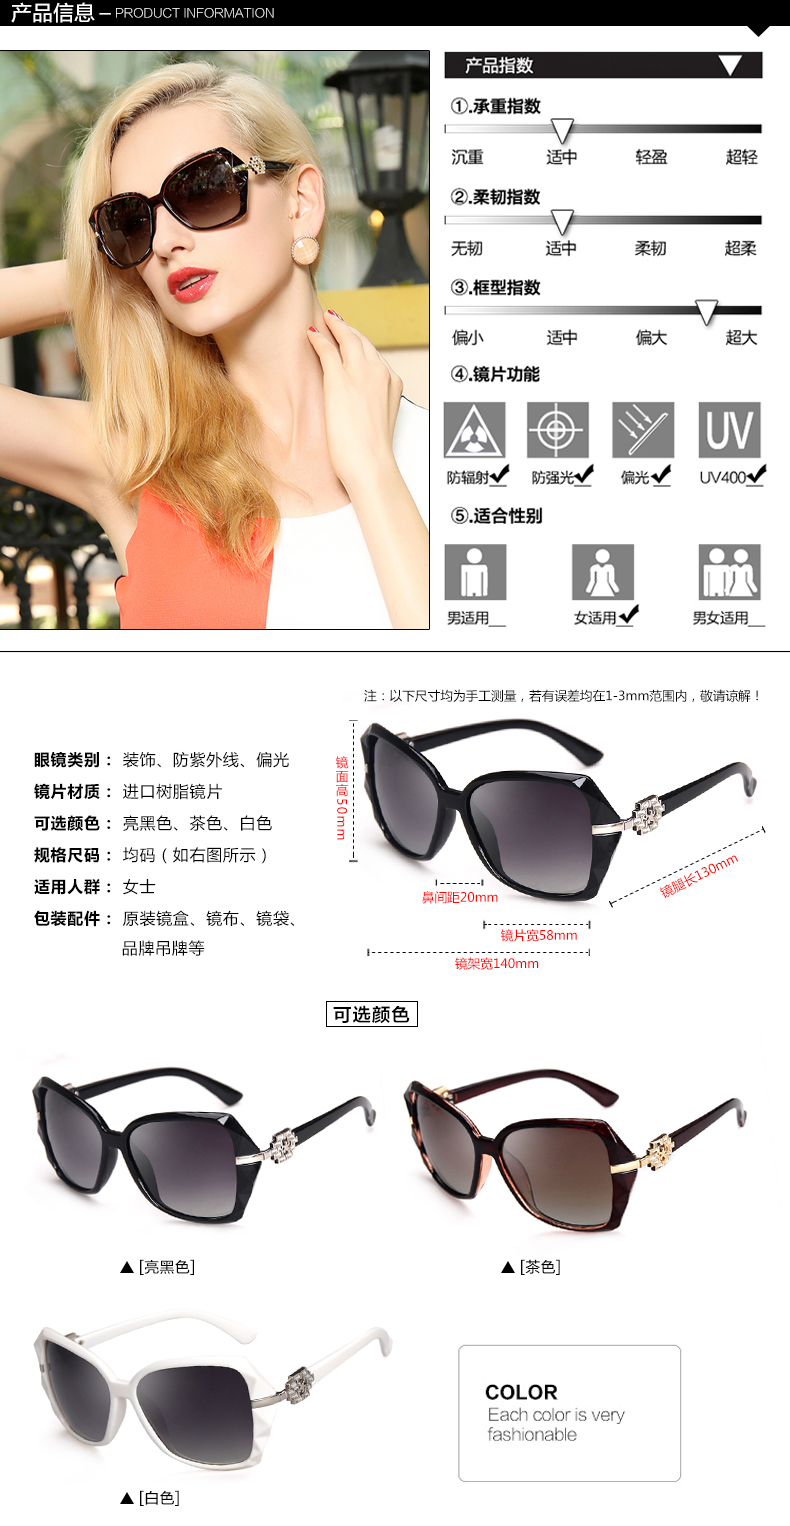 产品信息 – PRODUCT INFORMATION
产品指数
①.承重指数
沉重 适中 轻盈 超轻
②.柔韧指数
无韧 适中 柔韧 超柔
③.框型指数
偏小 适中 偏大 超大
④.镜片功能
UV
防辐射 防强光 偏光 UV400
⑤.适合性别
男适用__ 女适用 男女适用__
注：以下尺寸均为手工测量，若有误差均在1-3mm范围内，敬请谅解！
眼镜类别： 装饰、防紫外线、偏光
镜片材质： 进口树脂镜片
可选颜色： 亮黑色、茶色、白色
规格尺码： 均码（如右图所示）
适用人群： 女士
包装配件： 原装镜盒、镜布、镜袋、
品牌吊牌等
镜面高50mm
鼻间距20mm
镜腿长130mm
镜片宽58mm
镜架宽140mm
可选颜色
▲ [亮黑色]
▲ [茶色]
▲ [白色]
COLOR
Each color is very
fashionable